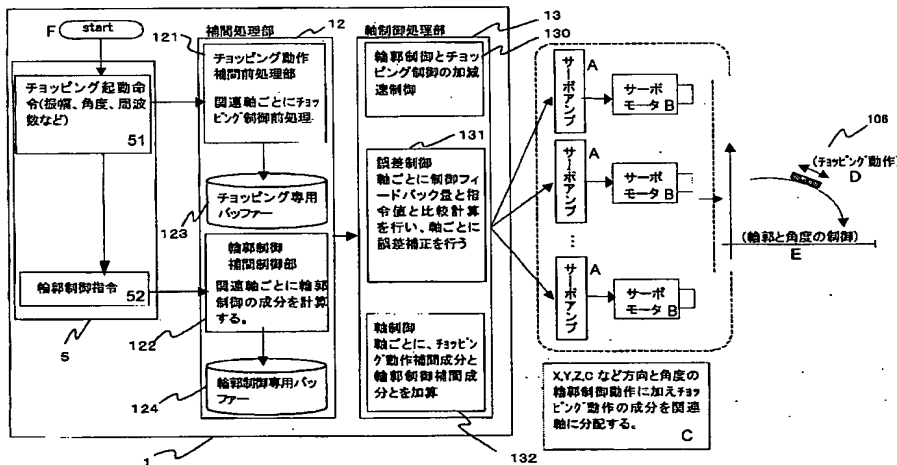 F
start
チョッピング起動命
令(振幅、角度、周波
数など)
51
輪郭制御指令
52
5
補間処理部
12
121
チョッピング動作
補間前処理部
関連軸ごとにチョッ
ピング制御前処理
チョッピング専用
バッファー
123
輪郭制御
補間制御部
関連軸ごとに輪郭
制御の成分を計算
する。
122
輪郭制御専用バッ
ファー
124
1
軸制御処理部
13
130
輪郭制御とチョッ
ピング制御の加減
速制御
131
誤差制御
軸ごとに制御フィ
ードバック量と指
令値と比較計算
を行い、軸ごとに
誤差補正を行う
軸制御
軸ごとに、チョッピ
ング動作補間成分と
輪郭制御補間成
分とを加算
132
サーボアンプ
A
サーボ
モータ B
サーボアンプ
A
サーボ
モータ B
…
サーボアンプ
A
サーボ
モータ B
X,Y,Z,Cなど方向と角度の
輪郭制御動作に加えチョッ
ピング動作の成分を関連
軸に分配する。
C
106
(チョッピング動作)
D
(輪郭と角度の制御)
E